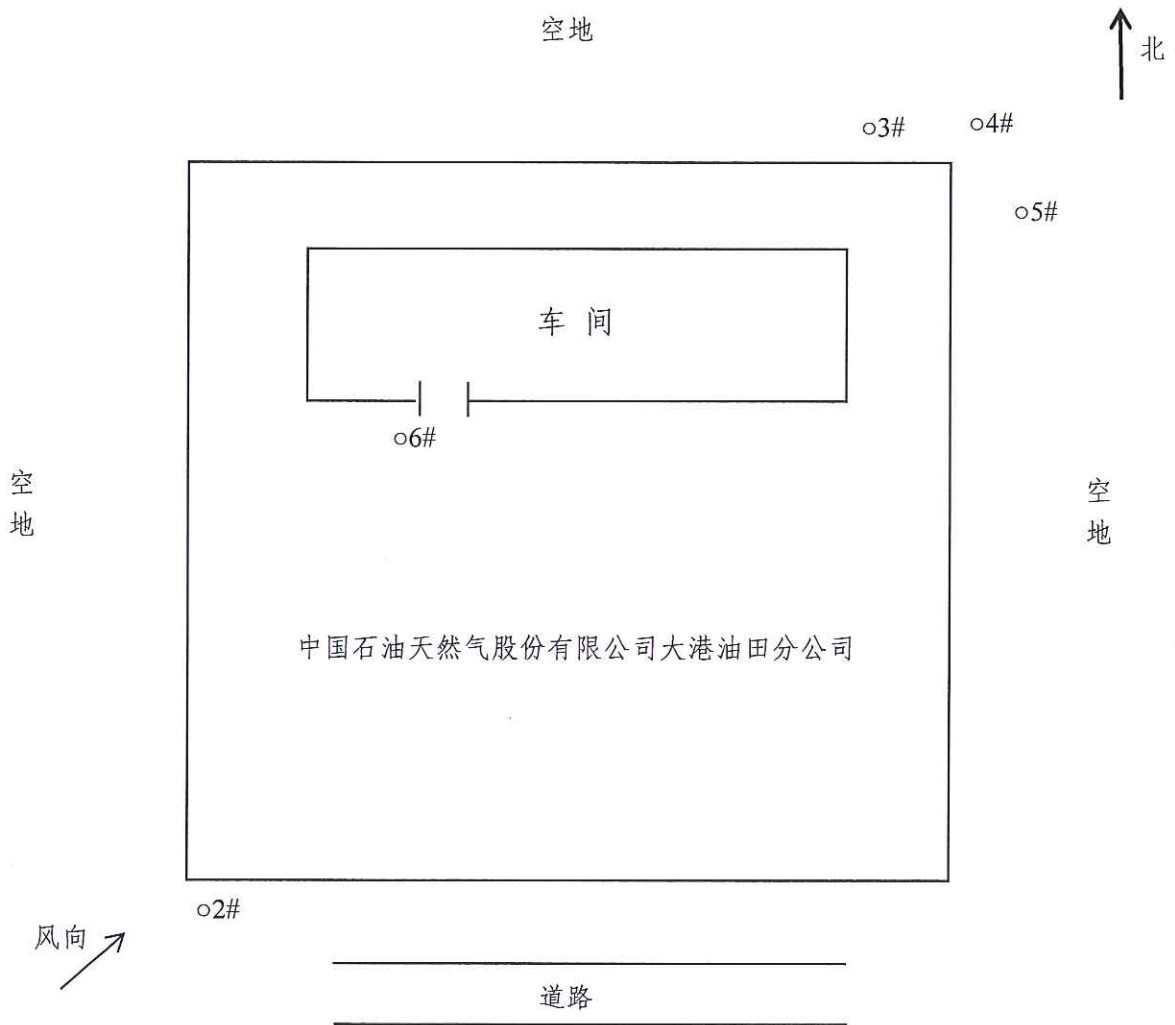 空地
北
○3#
○4#
○5#
车 间
○6#
空地
空地
中国石油天然气股份有限公司大港油田分公司
○2#
风向
道路